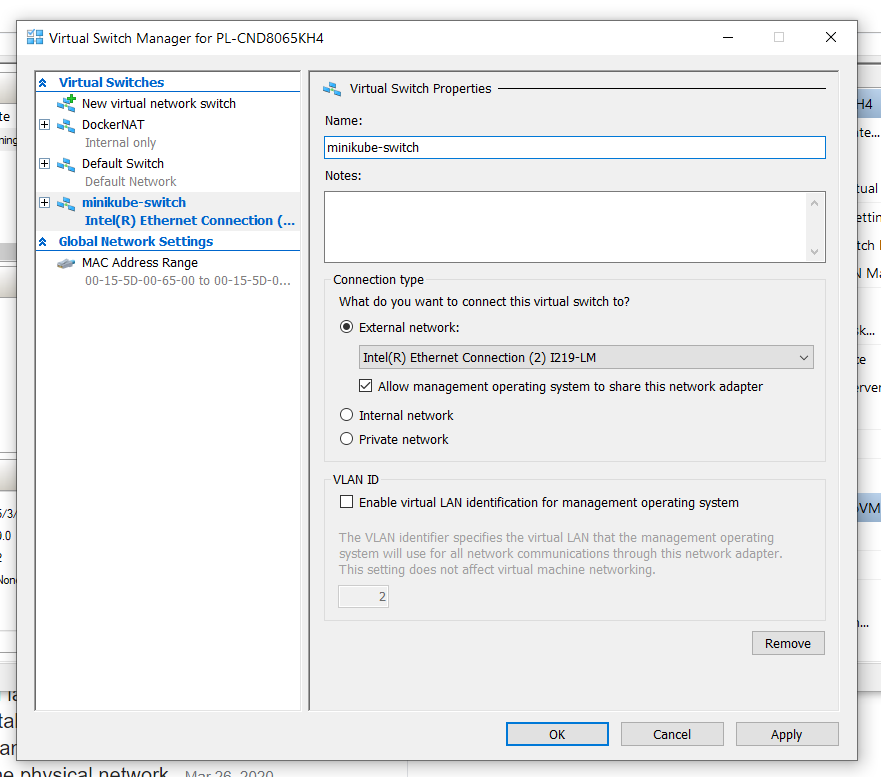 Virtual Switch Manager for PL-CND8065KH4
Virtual Switches
New virtual network switch
DockerNAT
Internal only
Default Switch
Default Network
minikube-switch
Intel(R) Ethernet Connection (...
Global Network Settings
MAC Address Range
00-15-5D-00-65-00 to 00-15-5D-0...
Virtual Switch Properties
Name:
minikube-switch
Notes:
Connection type
What do you want to connect this virtual switch to?
External network:
Intel(R) Ethernet Connection (2) I219-LM
Allow management operating system to share this network adapter
Internal network
Private network
VLAN ID
Enable virtual LAN identification for management operating system
The VLAN identifier specifies the virtual LAN that the management operating
system will use for all network communications through this network adapter.
This setting does not affect virtual machine networking.
2
Remove
OK
Cancel
Apply
H4
physical network
Mar 26, 2020